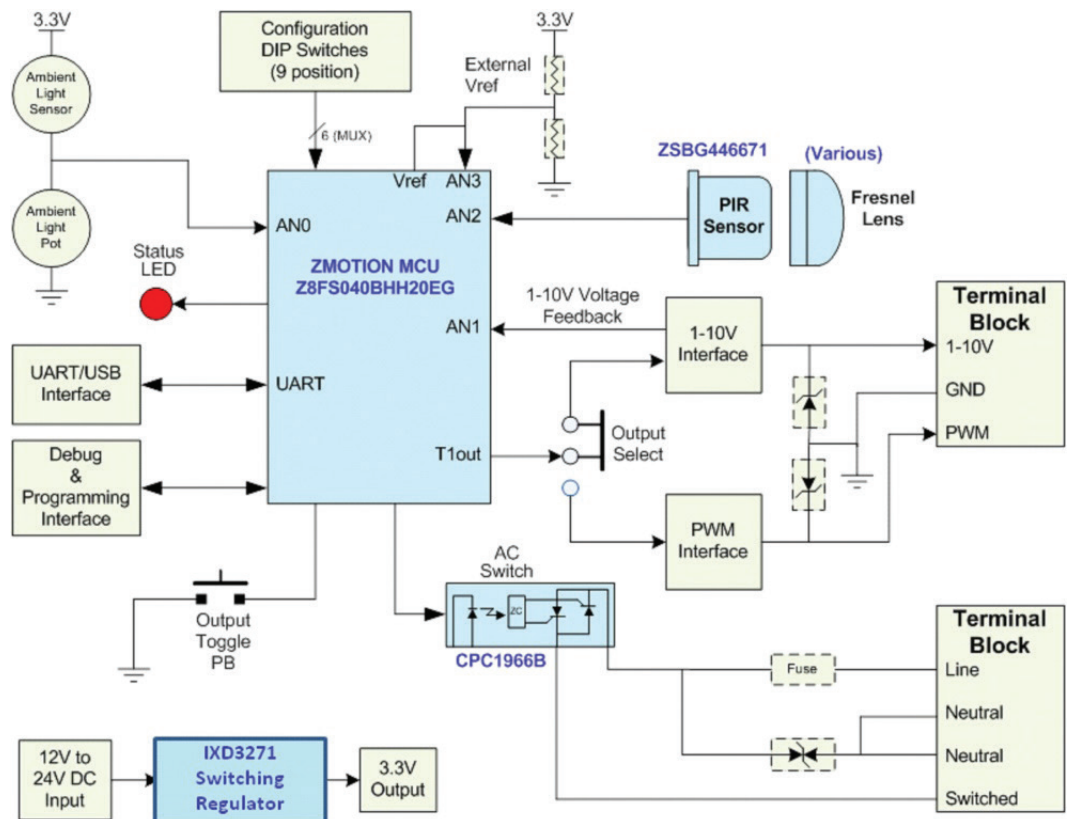 3.3V
Ambient
Light
Sensor
Ambient
Light
Pot
Configuration
DIP Switches
(9 position)
6 (MUX)
3.3V
External
Vref
Vref
AN3
AN2
AN0
ZMOTION MCU
Z8FS040BHH20EG
AN1
UART
T1out
ZSBG446671
PIR
Sensor
(Various)
Fresnel
Lens
Status
LED
UART/USB
Interface
Debug
&
Programming
Interface
1-10V Voltage
Feedback
1-10V
Interface
Output
Select
PWM
Interface
Terminal
Block
1-10V
GND
PWM
Output
Toggle
PB
AC
Switch
ZC
CPC1966B
Fuse
Terminal
Block
Line
Neutral
Neutral
Switched
12V to
24V DC
Input
IXD3271
Switching
Regulator
3.3V
Output